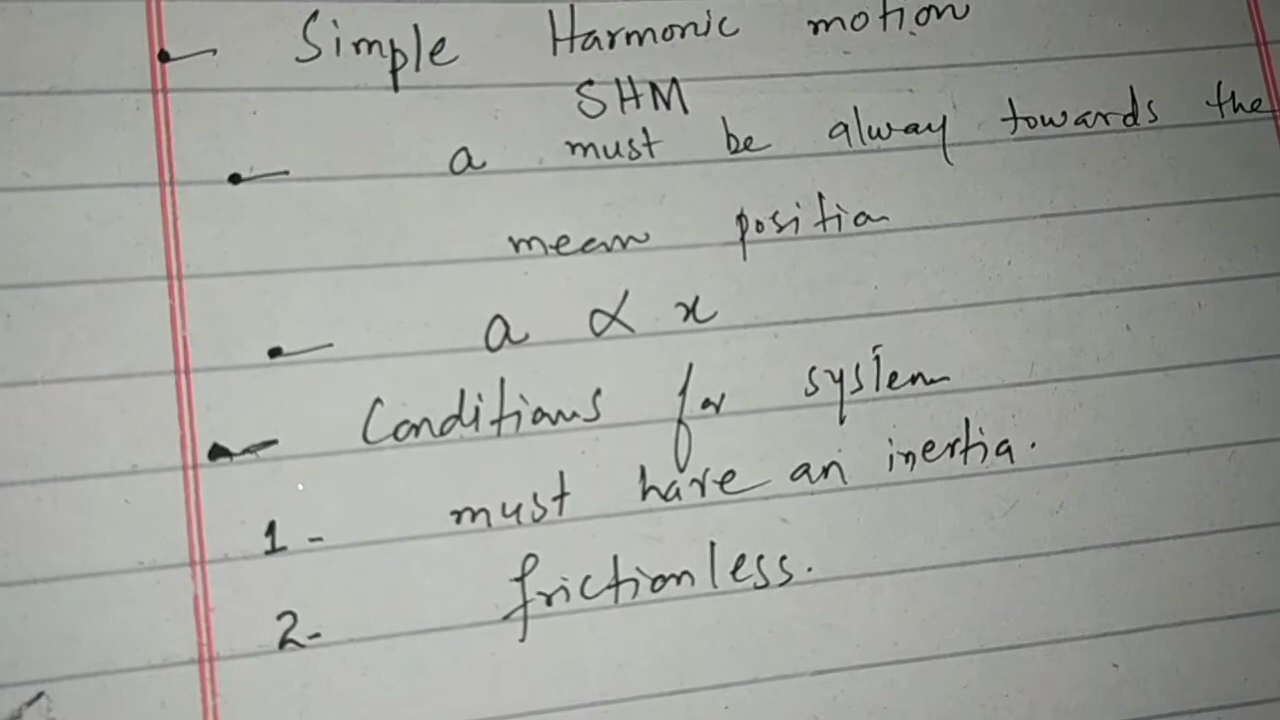 Simple Harmonic motion
SHM
a must be alway towards the
mean position
a ∝ x
Conditions for system
1- must have an inertia.
2- frictionless.